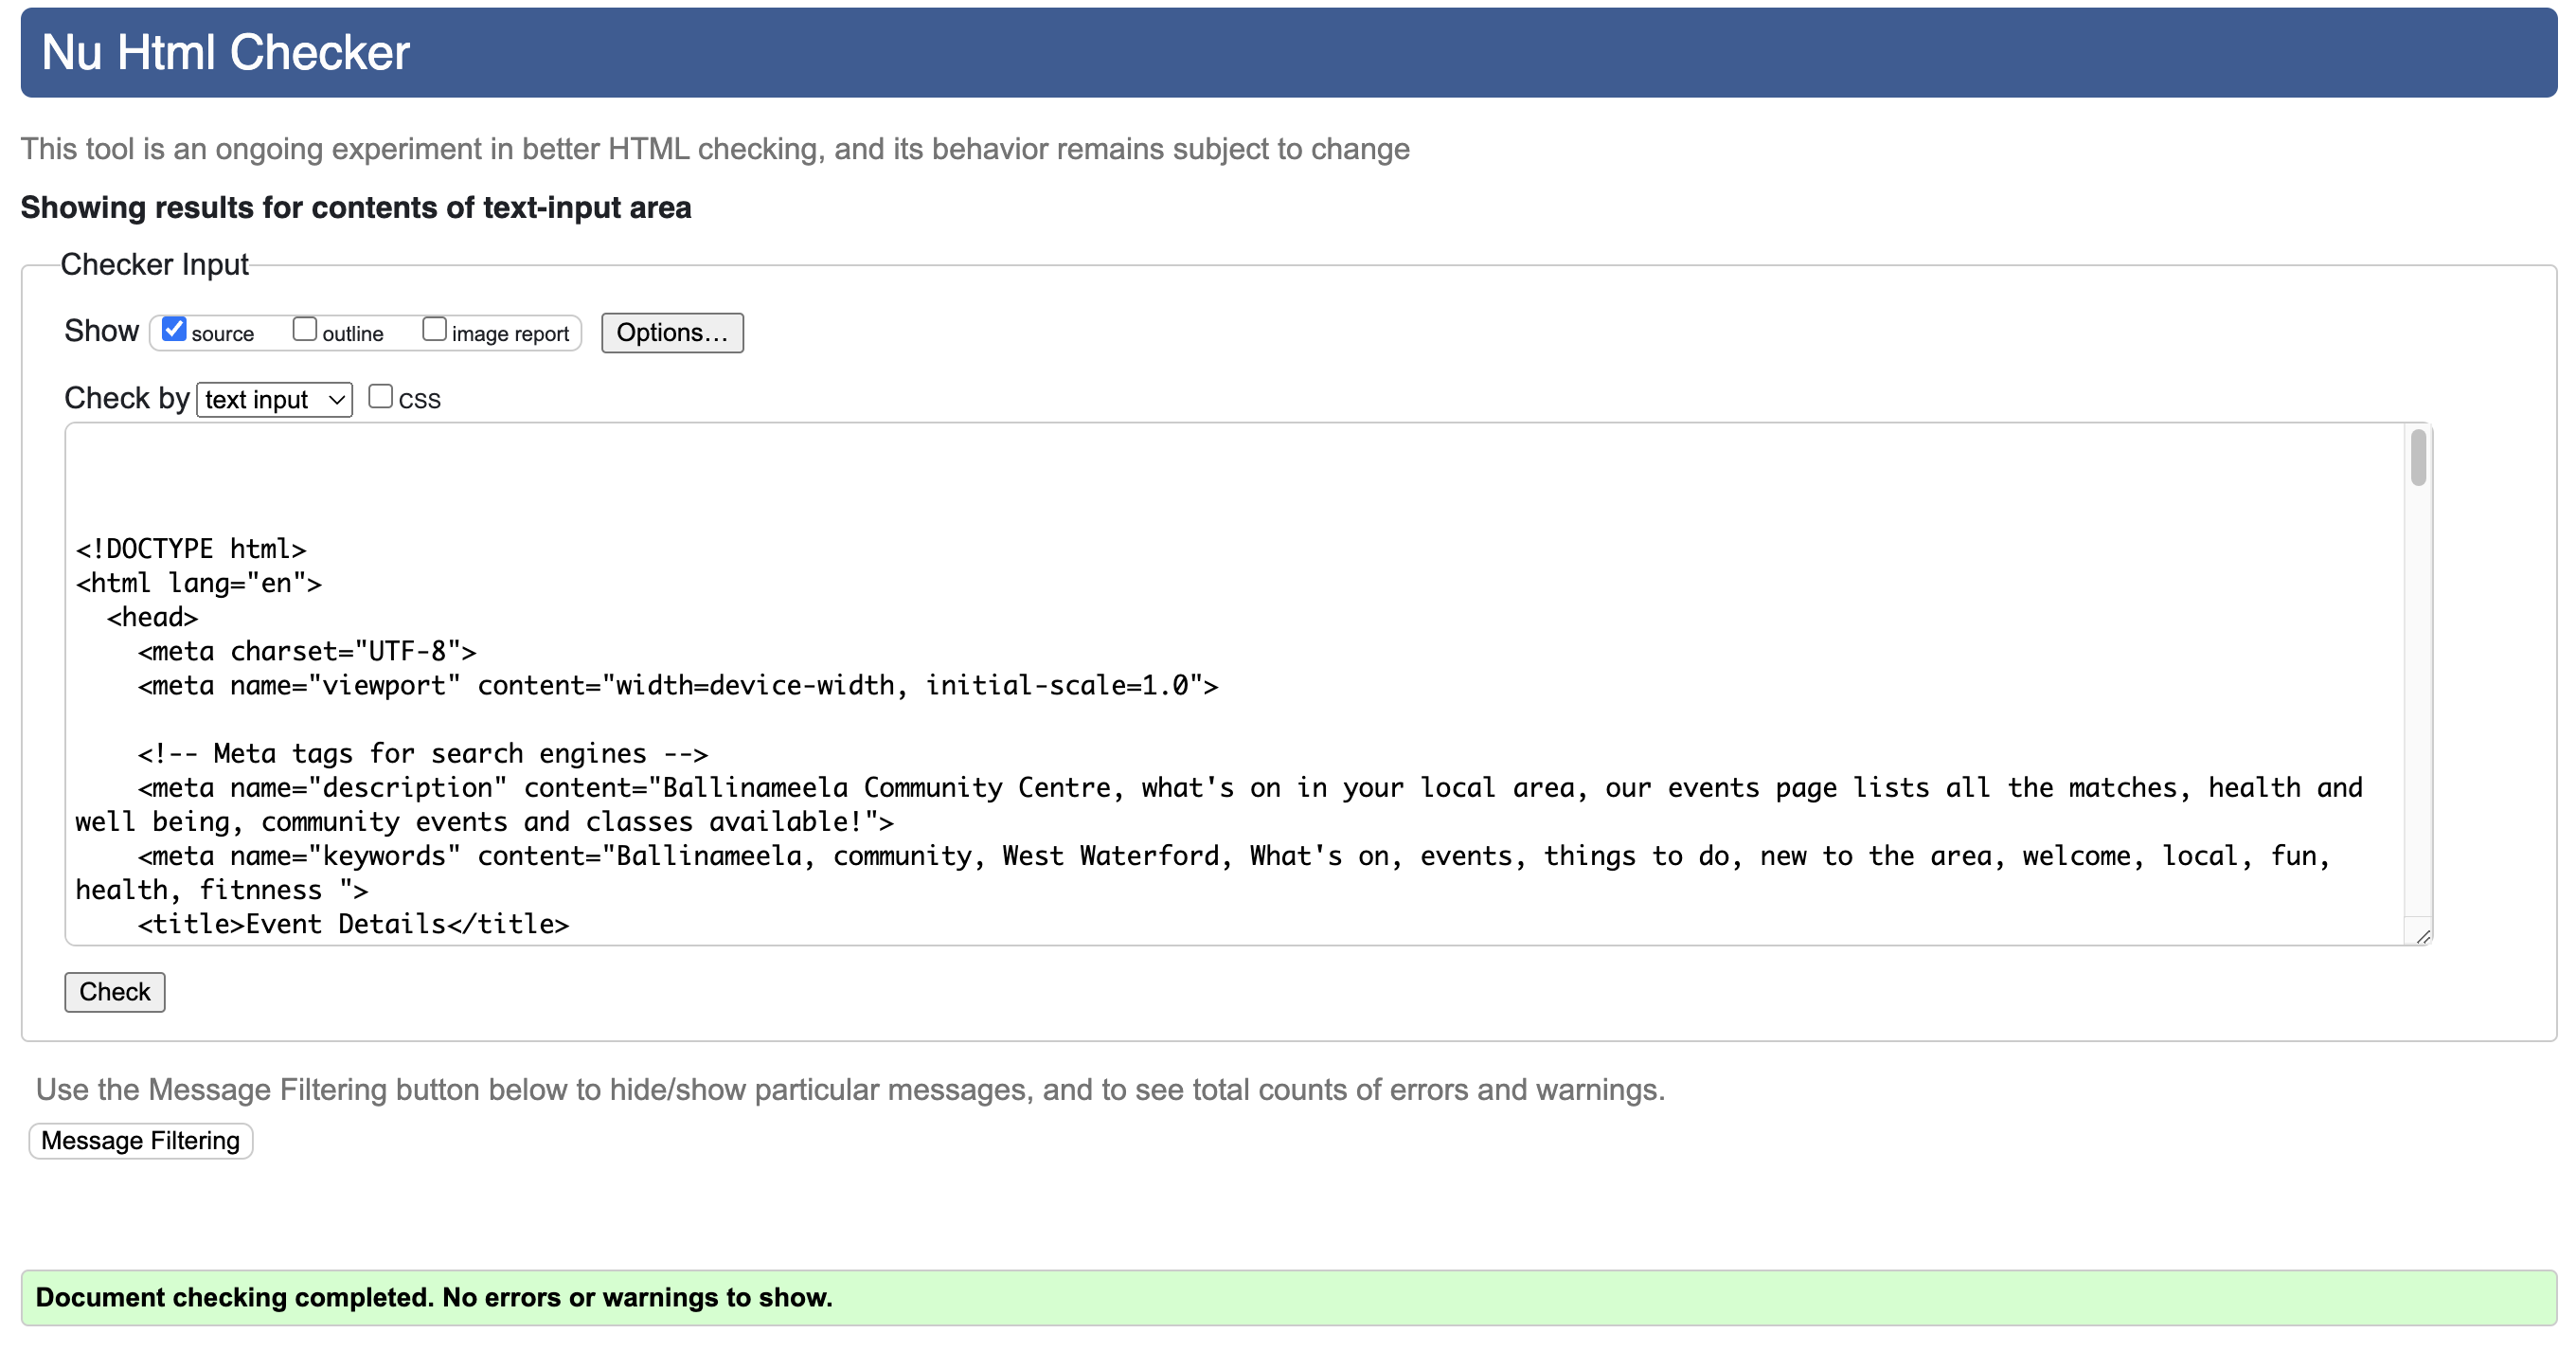 Nu Html Checker
This tool is an ongoing experiment in better HTML checking, and its behavior remains subject to change
Showing results for contents of text-input area
Checker Input
Show source outline image report Options...
Check by text input CSS
<!DOCTYPE html>
<html lang="en">
  <head>
    <meta charset="UTF-8">
    <meta name="viewport" content="width=device-width, initial-scale=1.0">
    <!-- Meta tags for search engines -->
    <meta name="description" content="Ballinameela Community Centre, what's on in your local area, our events page lists all the matches, health and
well being, community events and classes available!">
    <meta name="keywords" content="Ballinameela, community, West Waterford, What's on, events, things to do, new to the area, welcome, local, fun,
health, fitnness ">
    <title>Event Details</title>
Check
Use the Message Filtering button below to hide/show particular messages, and to see total counts of errors and warnings.
Message Filtering
Document checking completed. No errors or warnings to show.